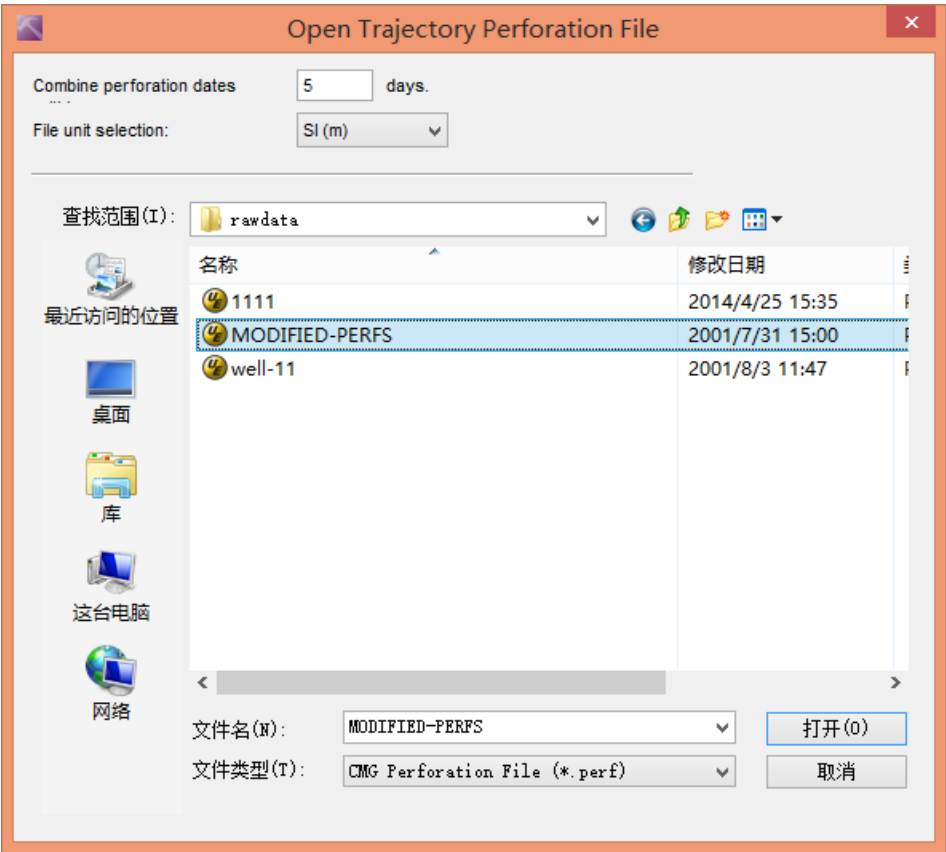 Open Trajectory Perforation File
Combine perforation dates 5 days.
File unit selection: SI (m)
查找范围(I): rawdata
名称 修改日期
1111 2014/4/25 15:35
MODIFIED-PERFS 2001/7/31 15:00
well-11 2001/8/3 11:47
最近访问的位置
桌面
库
这台电脑
网络
文件名(N): MODIFIED-PERFS 打开(O)
文件类型(T): CMG Perforation File (*.perf) 取消